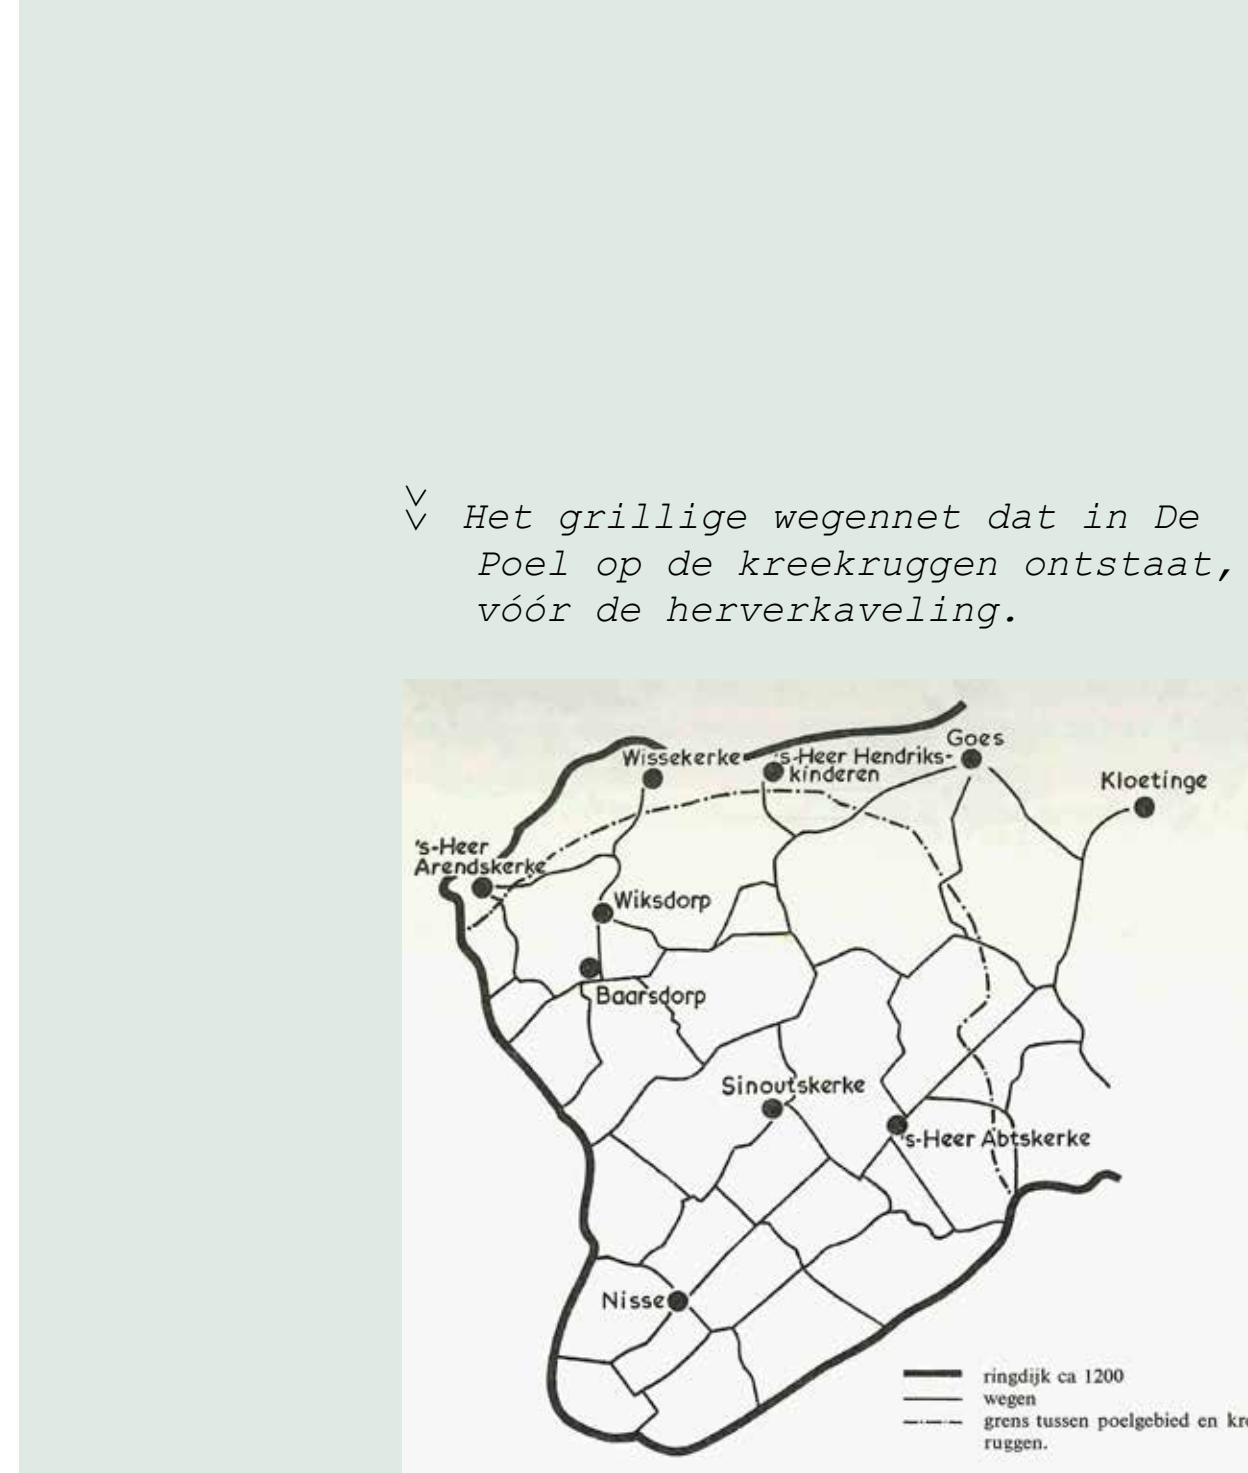 Het grillige wegennet dat in De
Poel op de kreekruggen ontstaat,
vóór de herverkaveling.
Goes
Wissekerke
's-Heer Hendriks-
kinderen
Kloetinge
's-Heer
Arendskerke
Wiksdorp
Baarsdorp
Sinoutskerke
's-Heer Abtskerke
Nisse
ringdijk ca 1200
wegen
grens tussen poelgebied en
ruggen.